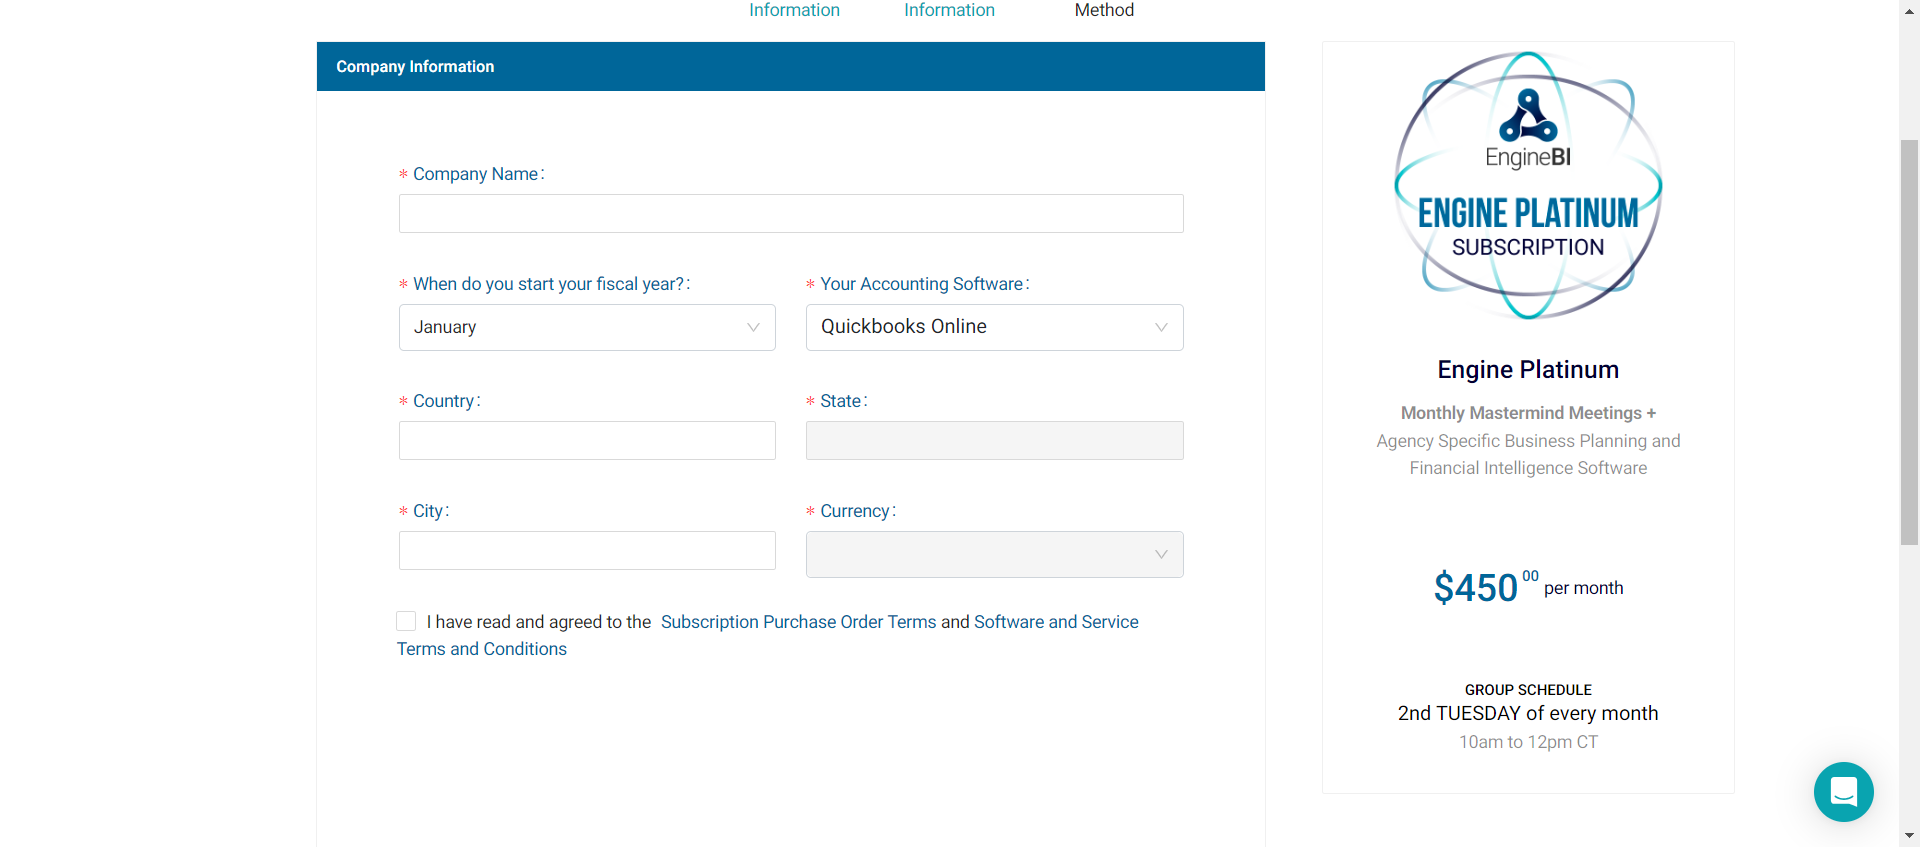 Information Information Method
Company Information
* Company Name:
* When do you start your fiscal year?: * Your Accounting Software:
January Quickbooks Online
* Country: * State:
* City: * Currency:
I have read and agreed to the Subscription Purchase Order Terms and Software and Service
Terms and Conditions
EngineBI
ENGINE PLATINUM
SUBSCRIPTION
Engine Platinum
Monthly Mastermind Meetings +
Agency Specific Business Planning and
Financial Intelligence Software
$450 00 per month
GROUP SCHEDULE
2nd TUESDAY of every month
10am to 12pm CT